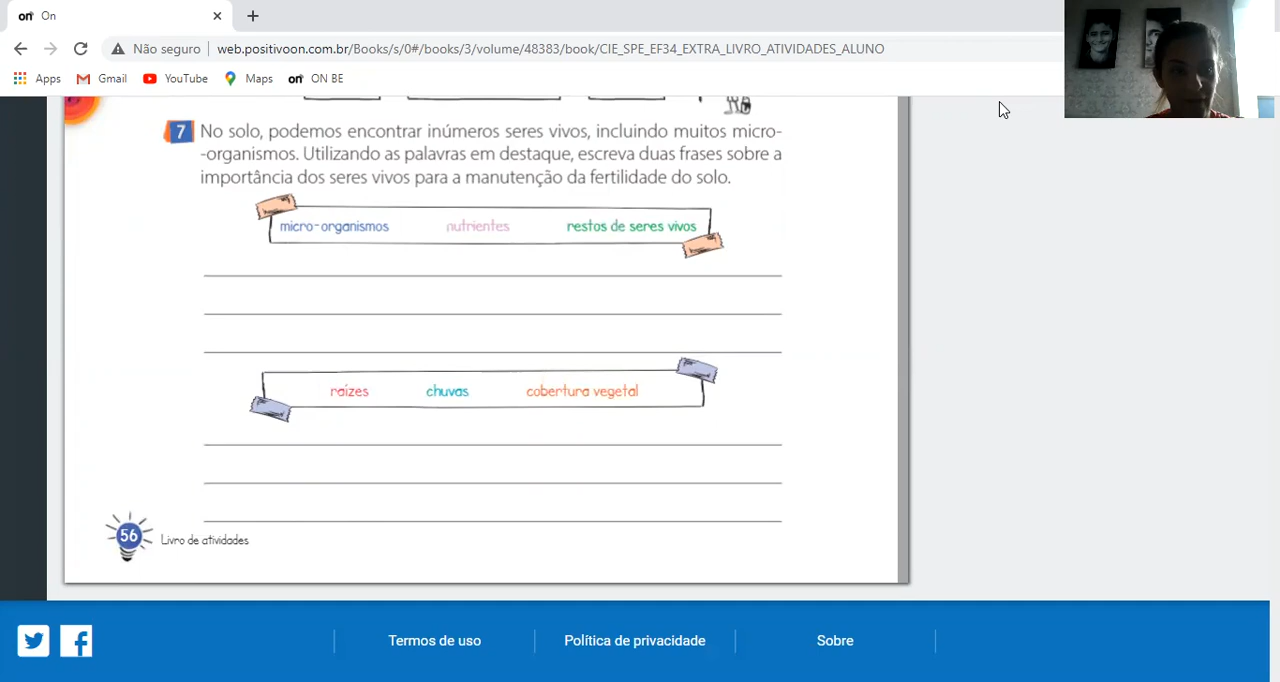 on On
Não seguro web.positivoon.com.br/Books/s/0#/books/3/volume/48383/book/CIE_SPE_EF34_EXTRA_LIVRO_ATIVIDADES_ALUNO
Apps Gmail YouTube Maps on ON BE
7 No solo, podemos encontrar inúmeros seres vivos, incluindo muitos micro-
-organismos. Utilizando as palavras em destaque, escreva duas frases sobre a
importância dos seres vivos para a manutenção da fertilidade do solo.
micro-organismos nutrientes restos de seres vivos
raízes chuvas cobertura vegetal
56 Livro de atividades
Termos de uso Política de privacidade Sobre